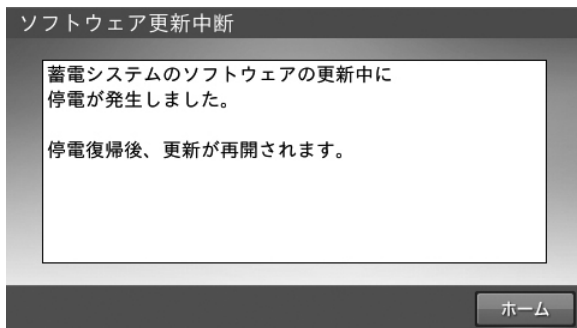 ソフトウェア更新中断
蓄電システムのソフトウェアの更新中に
停電が発生しました。
停電復帰後、更新が再開されます。
ホーム